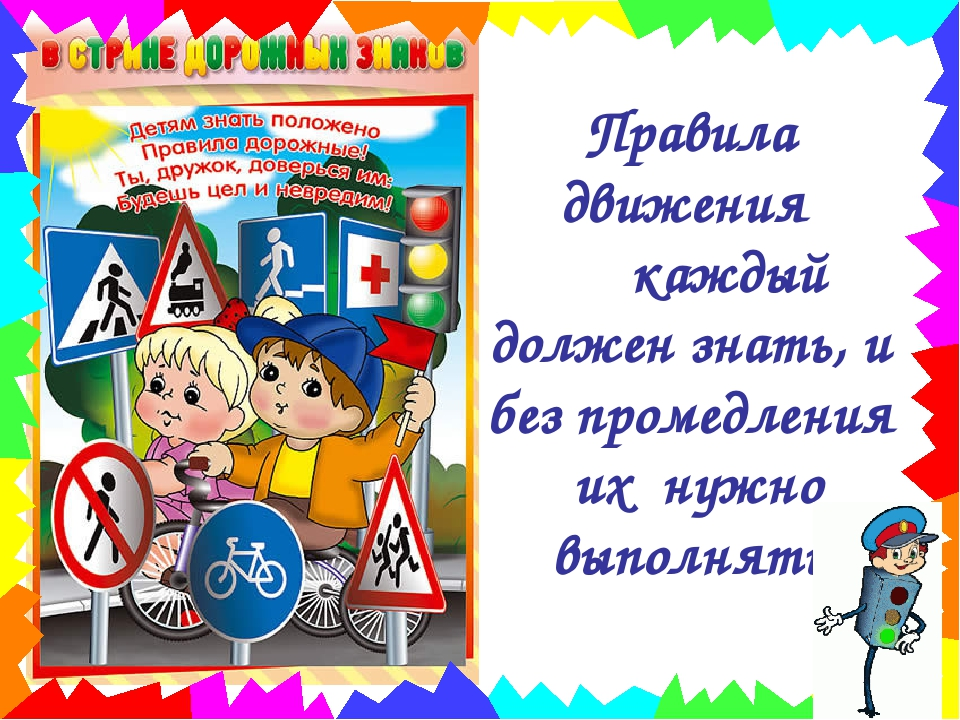 В СТРАНЕ ДОРОЖНЫХ ЗНАКОВ
Детям знать положено
Правила дорожные!
Ты, дружок, доверься им:
Будешь цел и невредим!
Правила
движения
каждый
должен знать, и
без промедления
их нужно
выполнять